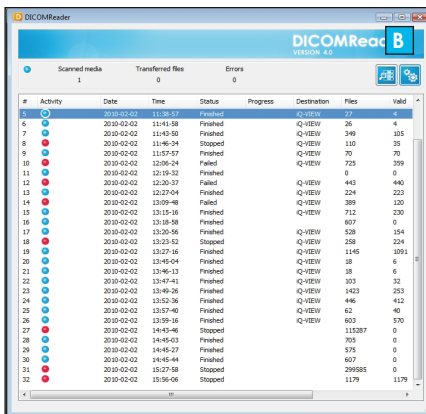 DICOMReader
DICOMReac B
VERSION 4.0
Scanned media Transferred files Errors
1 0 0
# Activity Date Time Status Progress Destination Files Valid
5 2010-02-02 11-38-57 Finished iQ-VIEW 27 4
6 2010-02-02 11-41-58 Finished iQ-VIEW 26 4
7 2010-02-02 11-43-50 Finished iQ-VIEW 349 105
8 2010-02-02 11-46-34 Stopped iQ-VIEW 110 35
9 2010-02-02 11-57-57 Finished iQ-VIEW 70 70
10 2010-02-02 12-06-24 Failed iQ-VIEW 725 359
11 2010-02-02 12-19-32 Finished 0 0
12 2010-02-02 12-20-37 Failed iQ-VIEW 443 440
13 2010-02-02 12-27-04 Finished iQ-VIEW 224 223
14 2010-02-02 13-09-48 Failed iQ-VIEW 389 120
15 2010-02-02 13-15-16 Finished iQ-VIEW 712 230
16 2010-02-02 13-18-58 Finished 607 0
17 2010-02-02 13-20-56 Finished iQ-VIEW 528 154
18 2010-02-02 13-23-52 Stopped iQ-VIEW 258 224
19 2010-02-02 13-27-16 Finished iQ-VIEW 1145 1091
20 2010-02-02 13-45-04 Finished iQ-VIEW 18 6
21 2010-02-02 13-46-13 Finished iQ-VIEW 18 6
22 2010-02-02 13-47-41 Finished iQ-VIEW 103 32
23 2010-02-02 13-49-26 Finished iQ-VIEW 1423 253
24 2010-02-02 13-52-36 Finished iQ-VIEW 446 412
25 2010-02-02 13-57-40 Finished iQ-VIEW 62 40
26 2010-02-02 13-59-16 Finished iQ-VIEW 603 570
27 2010-02-02 14-43-46 Stopped 115287 0
28 2010-02-02 14-45-03 Finished 705 0
29 2010-02-02 14-45-27 Finished 575 0
30 2010-02-02 14-45-44 Finished 607 0
31 2010-02-02 15-27-58 Stopped 299585 0
32 2010-02-02 15-56-06 Stopped 1179 1179